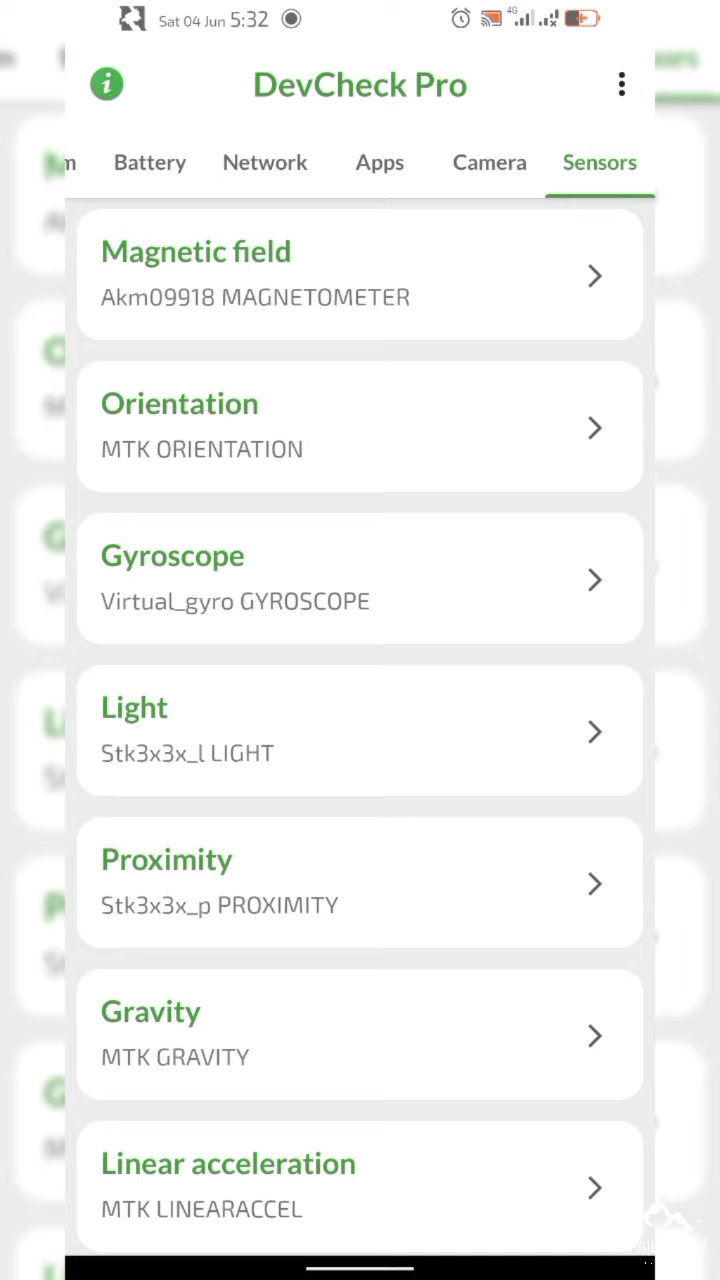 Sat 04 Jun 5:32
4G
DevCheck Pro
Battery Network Apps Camera Sensors
Magnetic field
Akm09918 MAGNETOMETER
Orientation
MTK ORIENTATION
Gyroscope
Virtual_gyro GYROSCOPE
Light
Stk3x3x_l LIGHT
Proximity
Stk3x3x_p PROXIMITY
Gravity
MTK GRAVITY
Linear acceleration
MTK LINEARACCEL